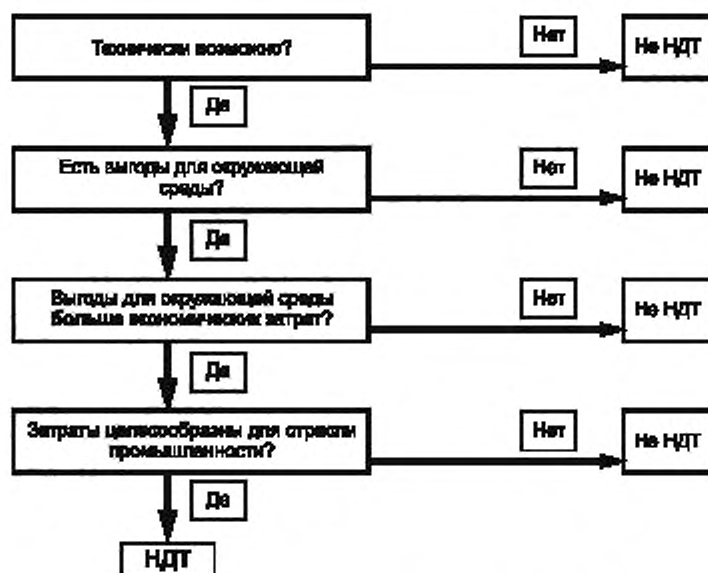 Технически возможно?
Нет
Не НДТ
Да
Есть выгоды для окружающей
среды?
Нет
Не НДТ
Да
Выгоды для окружающей среды
больше экономических затрат?
Нет
Не НДТ
Да
Затраты целесообразны для отрасли
промышленности?
Нет
Не НДТ
Да
НДТ